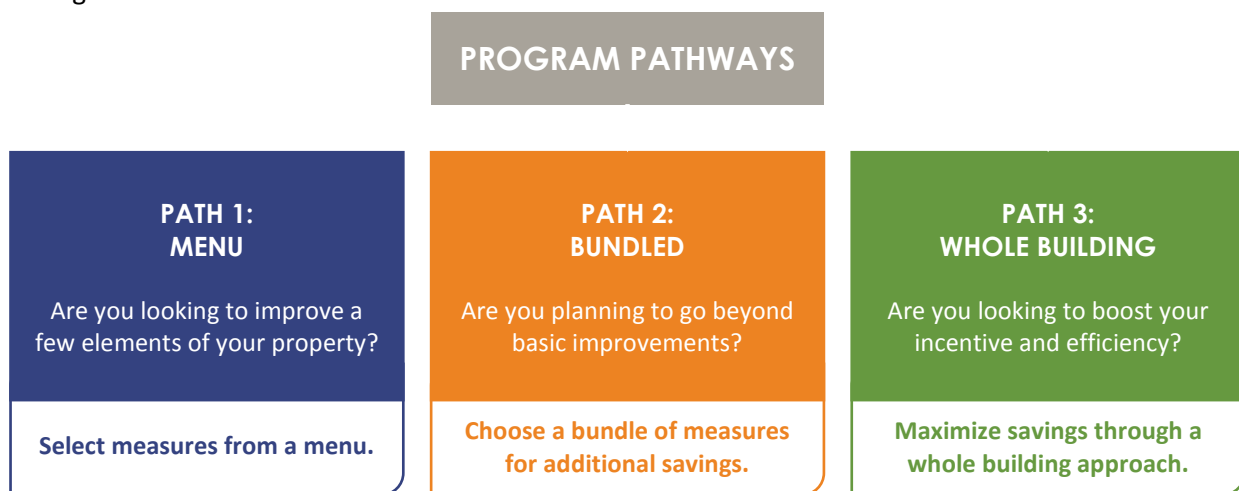 PROGRAM PATHWAYS
PATH 1:
MENU
Are you looking to improve a
few elements of your property?
Select measures from a menu.
PATH 2:
BUNDLED
Are you planning to go beyond
basic improvements?
Choose a bundle of measures
for additional savings.
PATH 3:
WHOLE BUILDING
Are you looking to boost your
incentive and efficiency?
Maximize savings through a
whole building approach.